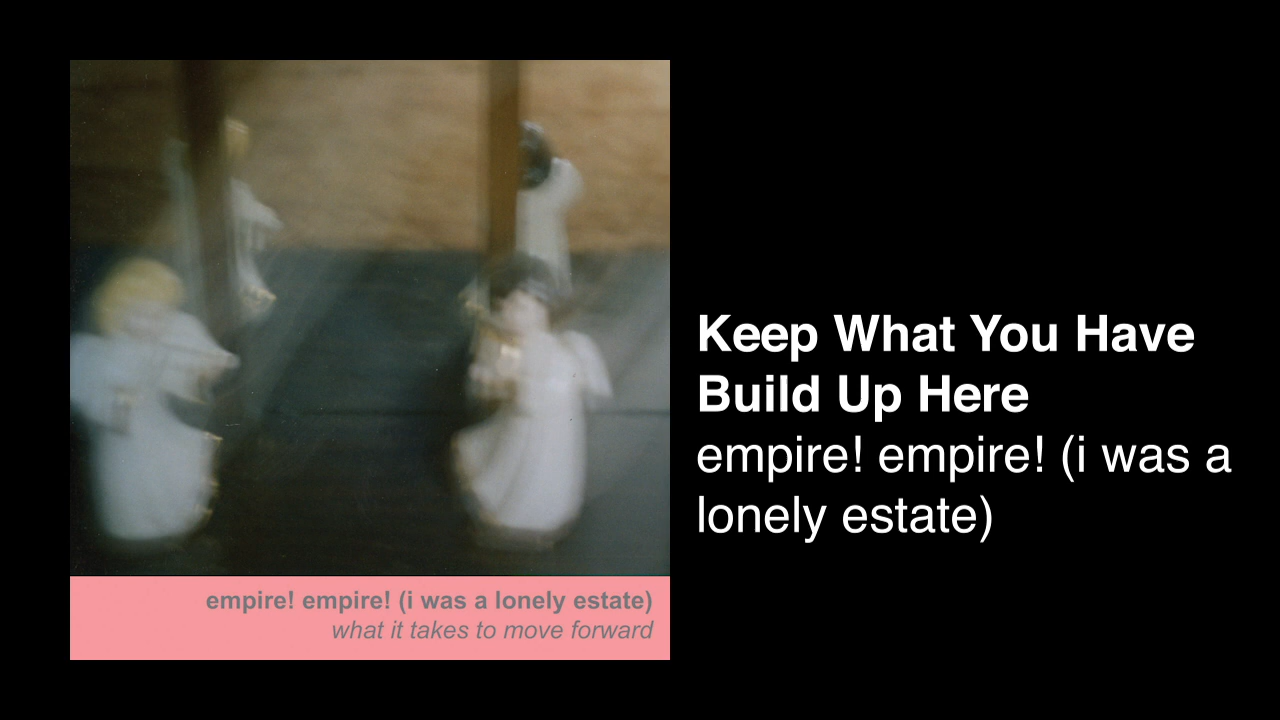 Keep What You Have
Build Up Here
empire! empire! (i was a
lonely estate)
empire! empire! (i was a lonely estate)
what it takes to move forward